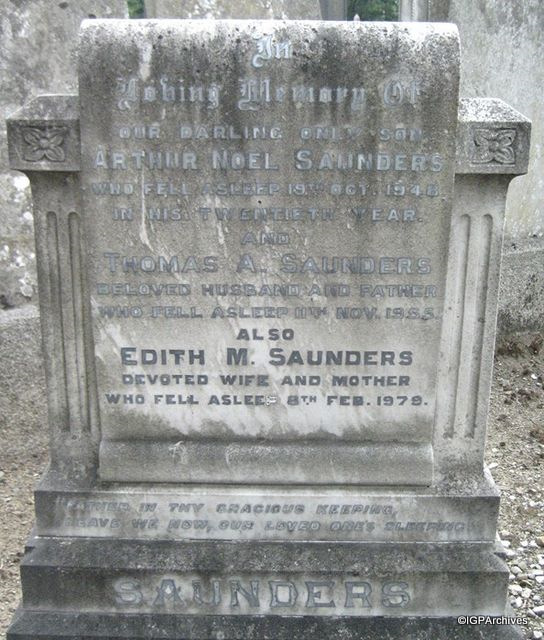 In
Loving Memory Of
OUR DARLING ONLY SON
ARTHUR NOEL SAUNDERS
WHO FELL ASLEEP 19TH OCT. 1946
IN HIS TWENTIETH YEAR.
AND
THOMAS A. SAUNDERS
BELOVED HUSBAND AND FATHER
WHO FELL ASLEEP 11TH NOV. 1955.
ALSO
EDITH M. SAUNDERS
DEVOTED WIFE AND MOTHER
WHO FELL ASLEEP 8TH FEB. 1979.
FATHER IN THY GRACIOUS KEEPING,
LEAVE WE NOW, OUR LOVED ONES SLEEPING
SAUNDERS
©IGPArchives